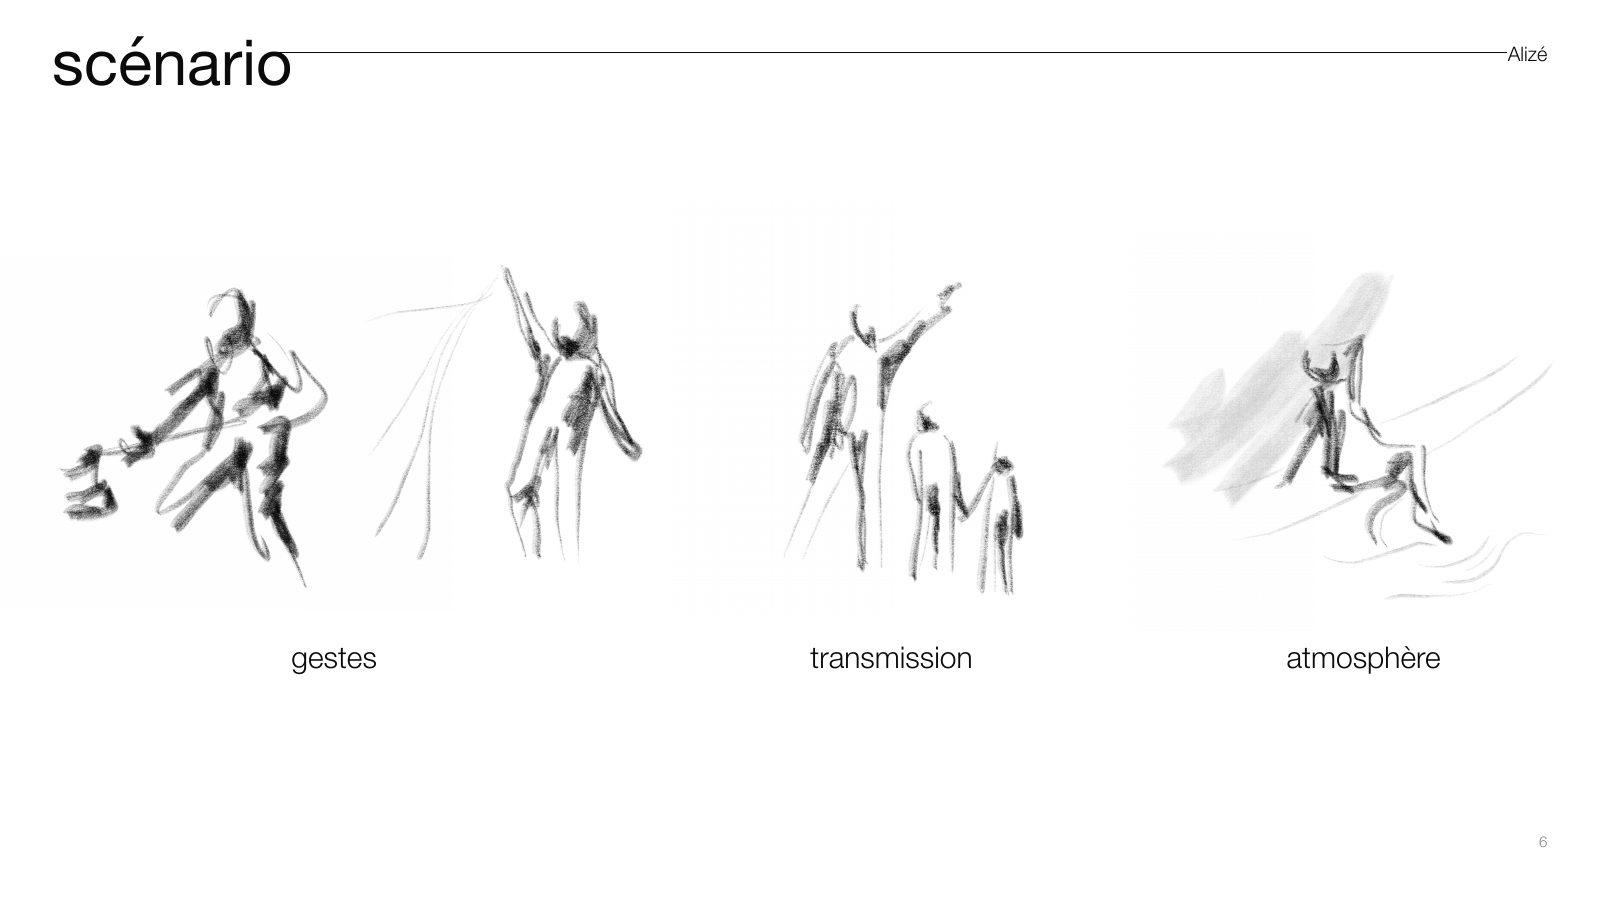 scénario
Alizé
gestes
transmission
atmosphère
6